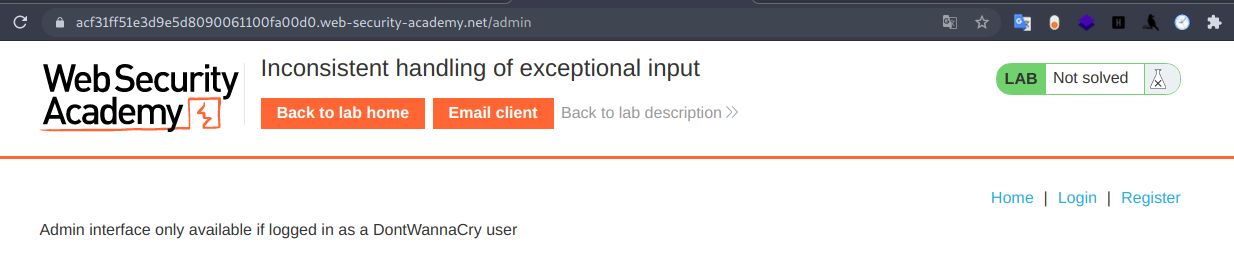 acf31ff51e3d9e5d8090061100fa00d0.web-security-academy.net/admin
Web Security
Academy
Inconsistent handling of exceptional input
Back to lab home
Email client
Back to lab description
LAB
Not solved
Home | Login | Register
Admin interface only available if logged in as a DontWannaCry user